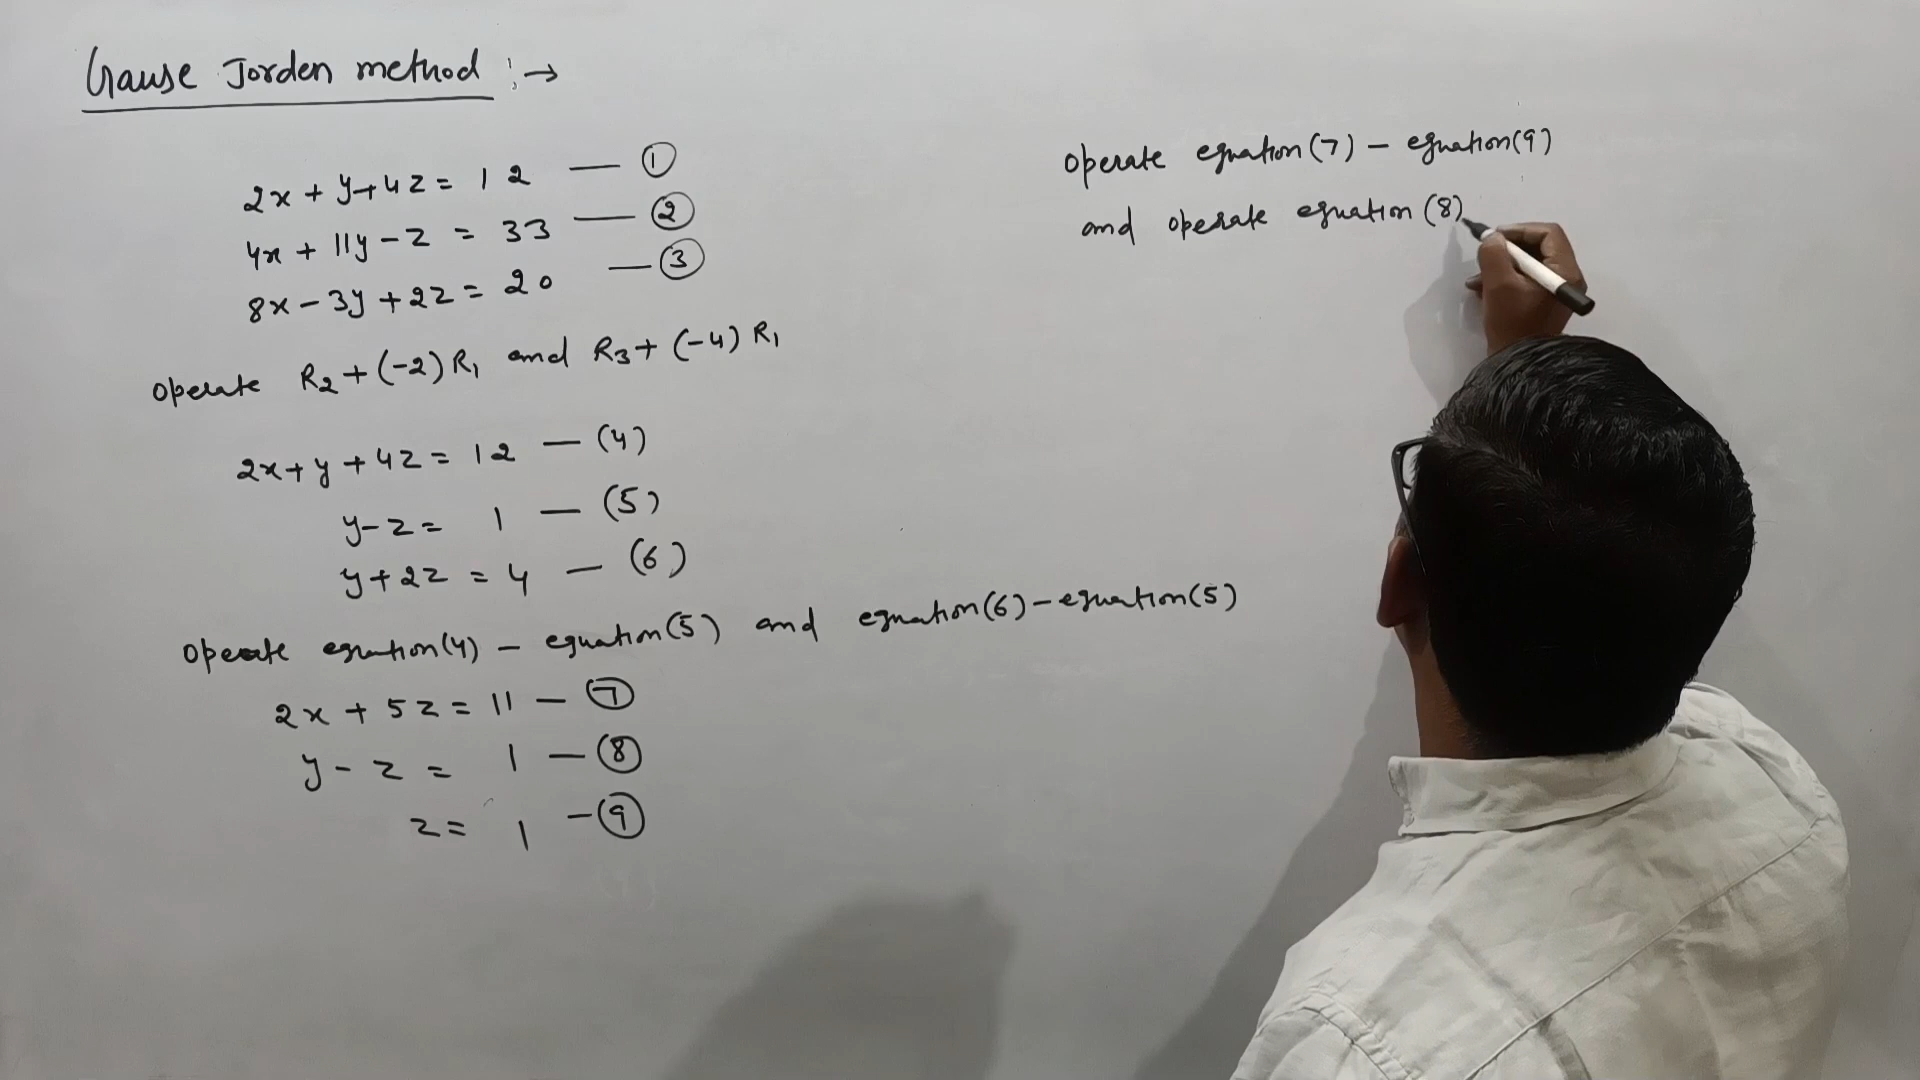 Gause Jorden method :→
2x + y + 4z = 12 — ①
4x + 11y - z = 33 — ②
8x - 3y + 2z = 20 — ③
Operate R₂ + (-2) R₁ and R₃ + (-4) R₁
2x + y + 4z = 12 — (4)
y - z = 1 — (5)
y + 2z = 4 — (6)
Operate equation(4) - equation(5) and equation(6) - equation(5)
2x + 5z = 11 — ⑦
y - z = 1 — ⑧
z = 1 — ⑨
Operate equation(7) - equation(9)
and operate equation (8)